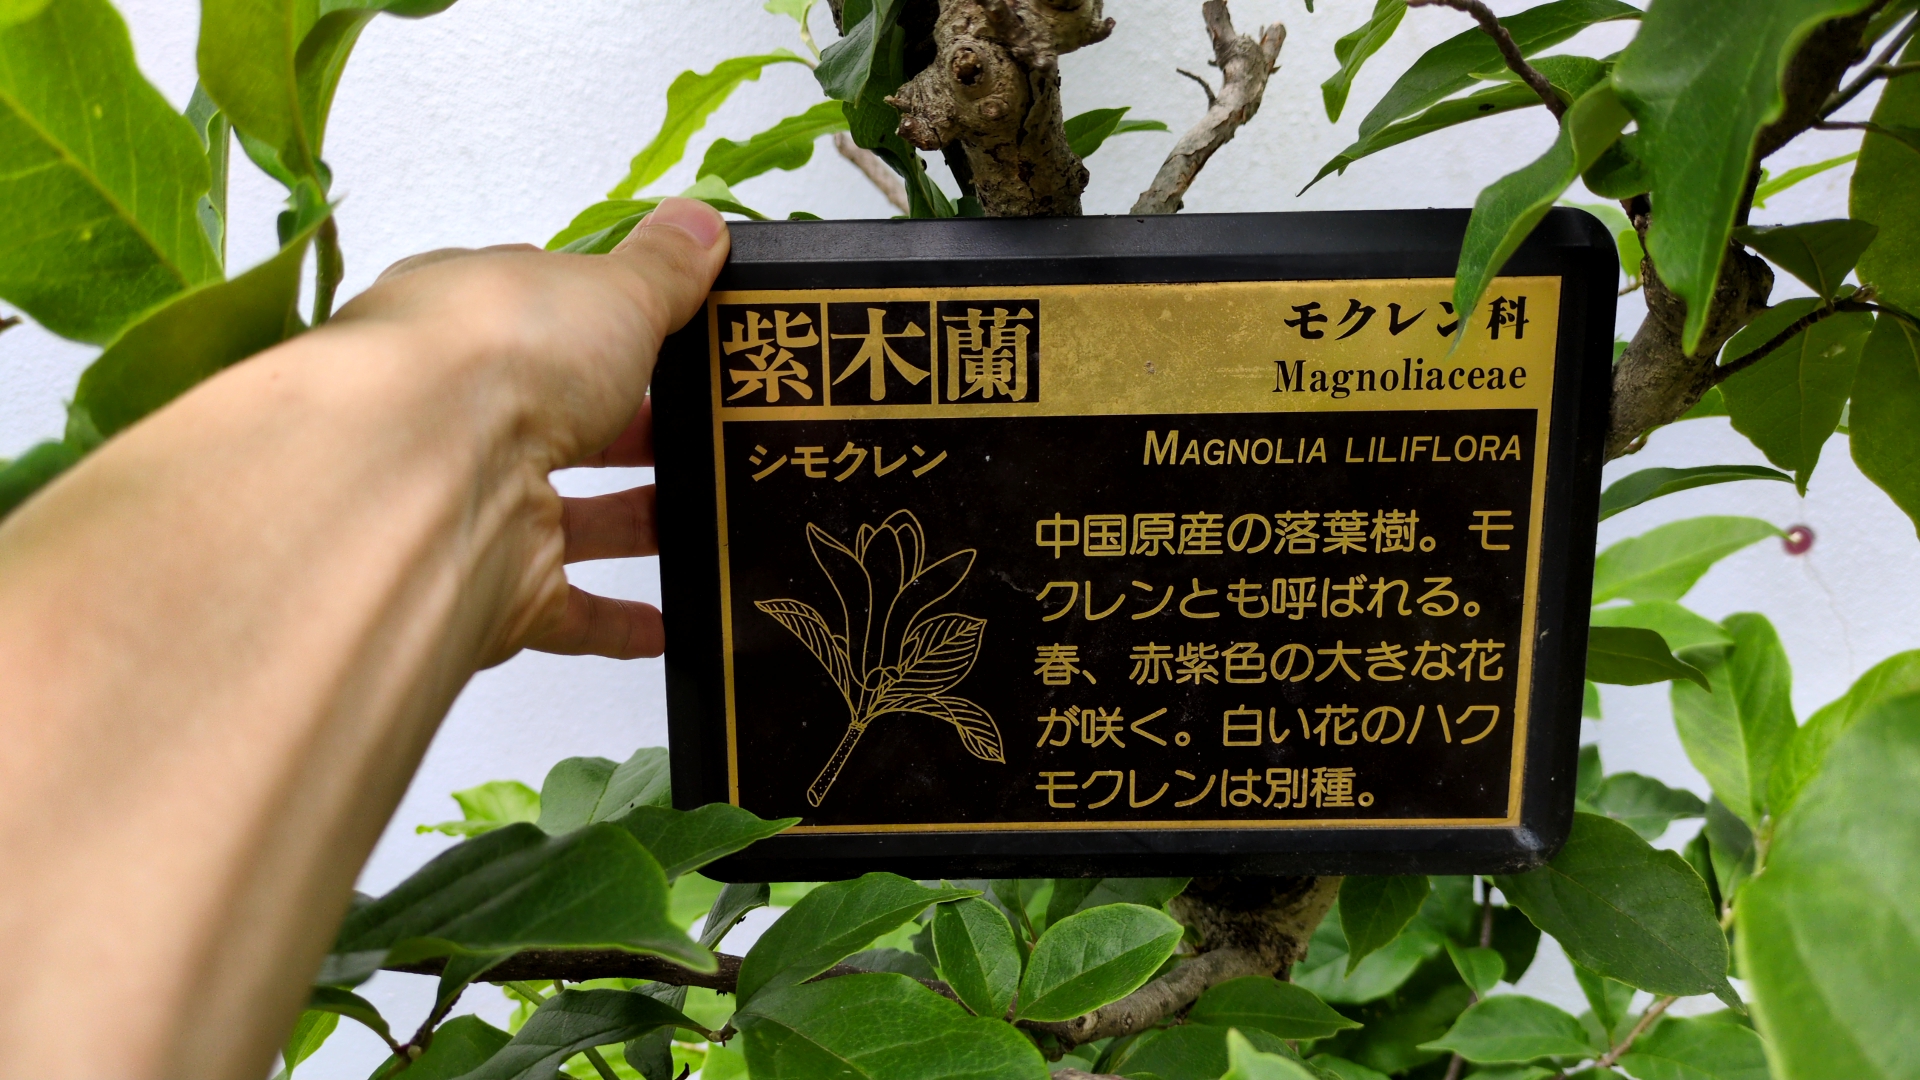 紫木蘭
モクレン科
Magnoliaceae
シモクレン
MAGNOLIA LILIFLORA
中国原産の落葉樹。モ
クレンとも呼ばれる。
春、赤紫色の大きな花
が咲く。白い花のハク
モクレンは別種。